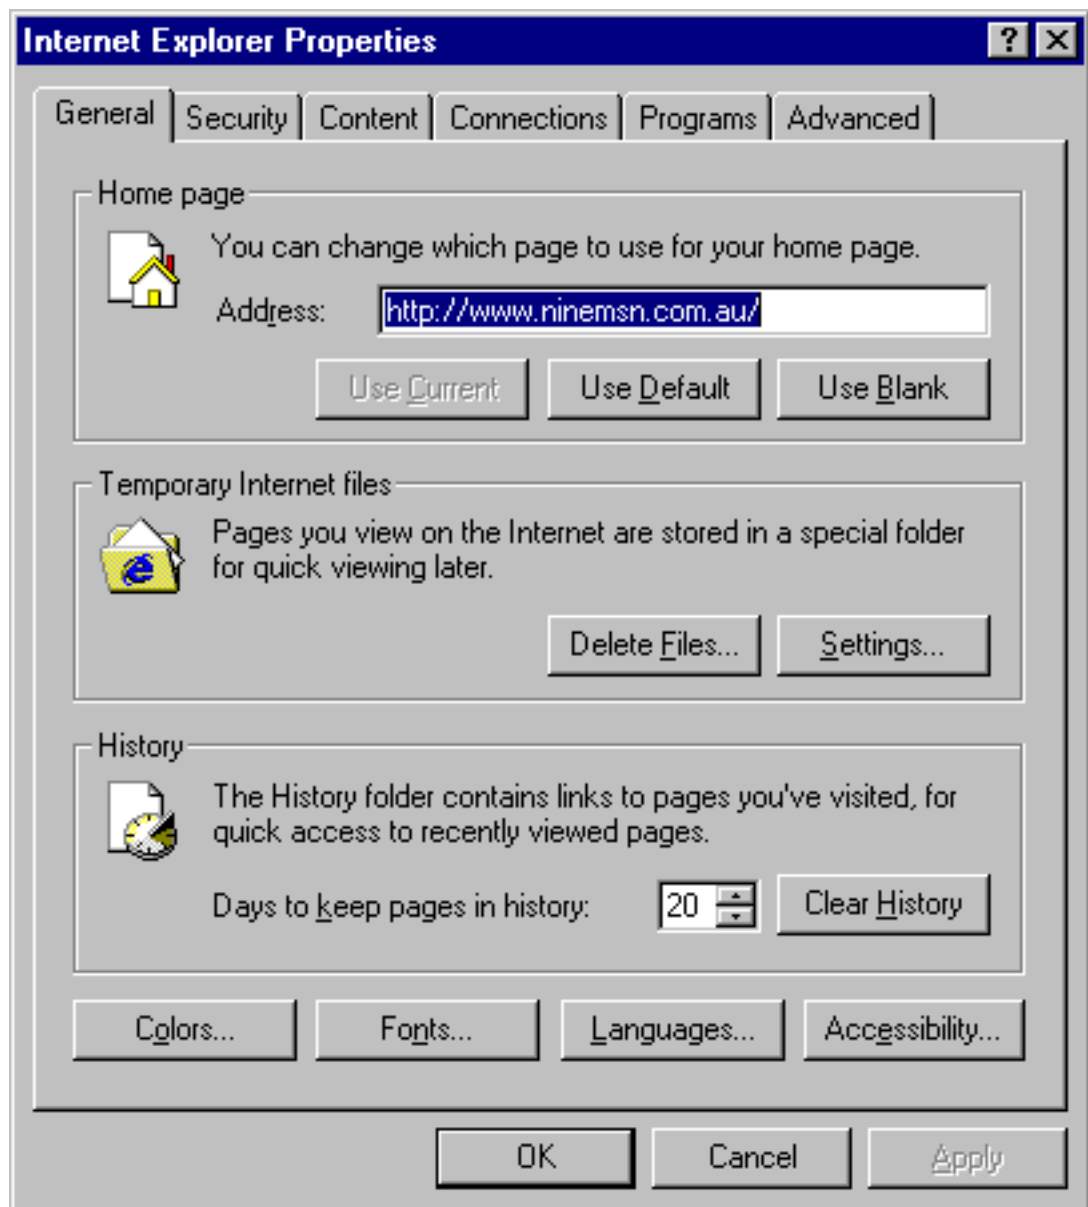 Internet Explorer Properties
General Security Content Connections Programs Advanced
Home page
You can change which page to use for your home page.
Address: http://www.ninemsn.com.au/
Use Current Use Default Use Blank
Temporary Internet files
Pages you view on the Internet are stored in a special folder
for quick viewing later.
Delete Files... Settings...
History
The History folder contains links to pages you've visited, for
quick access to recently viewed pages.
Days to keep pages in history: 20 Clear History
Colors... Fonts... Languages... Accessibility...
OK Cancel Apply